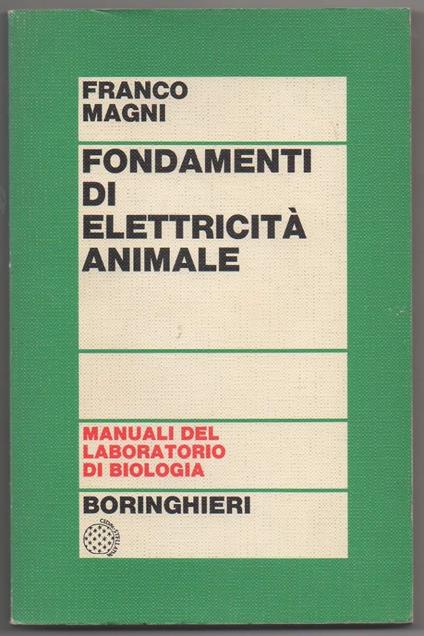 FRANCO
MAGNI
FONDAMENTI
DI
ELETTRICITÀ
ANIMALE
MANUALI DEL
LABORATORIO
DI BIOLOGIA
BORINGHIERI